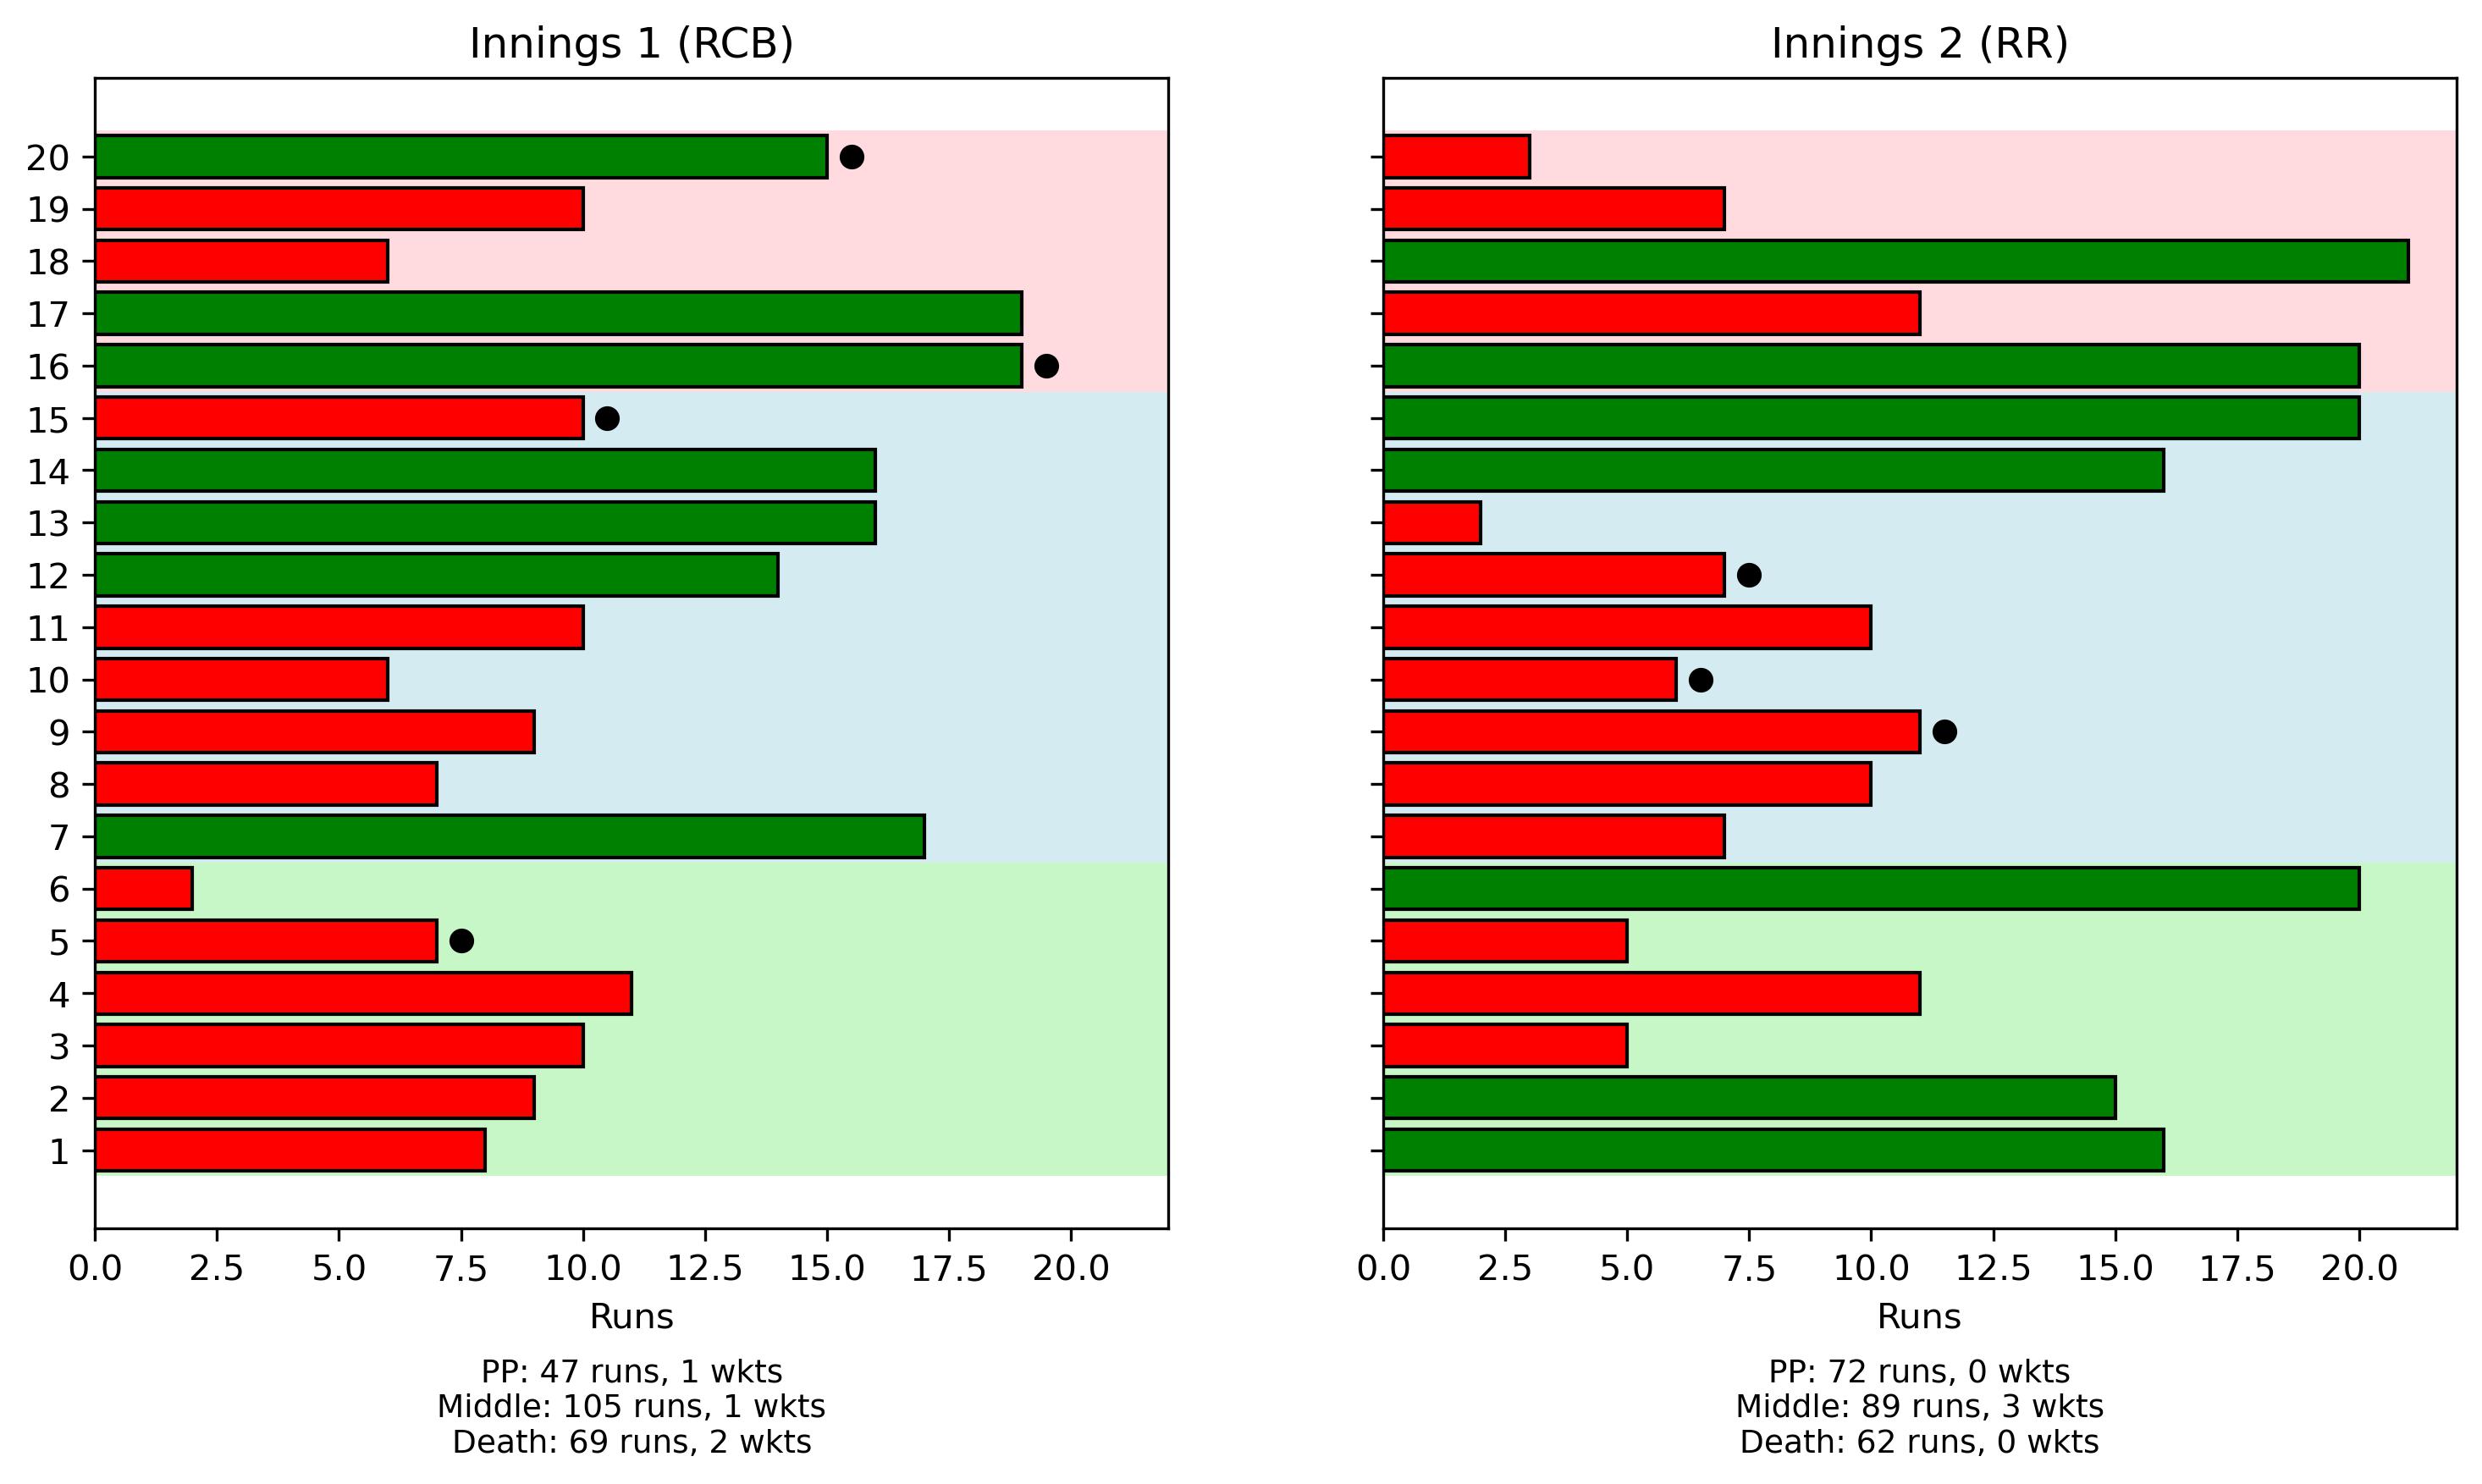 Innings 1 (RCB)
20
19
18
17
16
15
14
13
12
11
10
9
8
7
6
5
4
3
2
1
0.0 2.5 5.0 7.5 10.0 12.5 15.0 17.5 20.0
Runs
PP: 47 runs, 1 wkts
Middle: 105 runs, 1 wkts
Death: 69 runs, 2 wkts
Innings 2 (RR)
0.0 2.5 5.0 7.5 10.0 12.5 15.0 17.5 20.0
Runs
PP: 72 runs, 0 wkts
Middle: 89 runs, 3 wkts
Death: 62 runs, 0 wkts